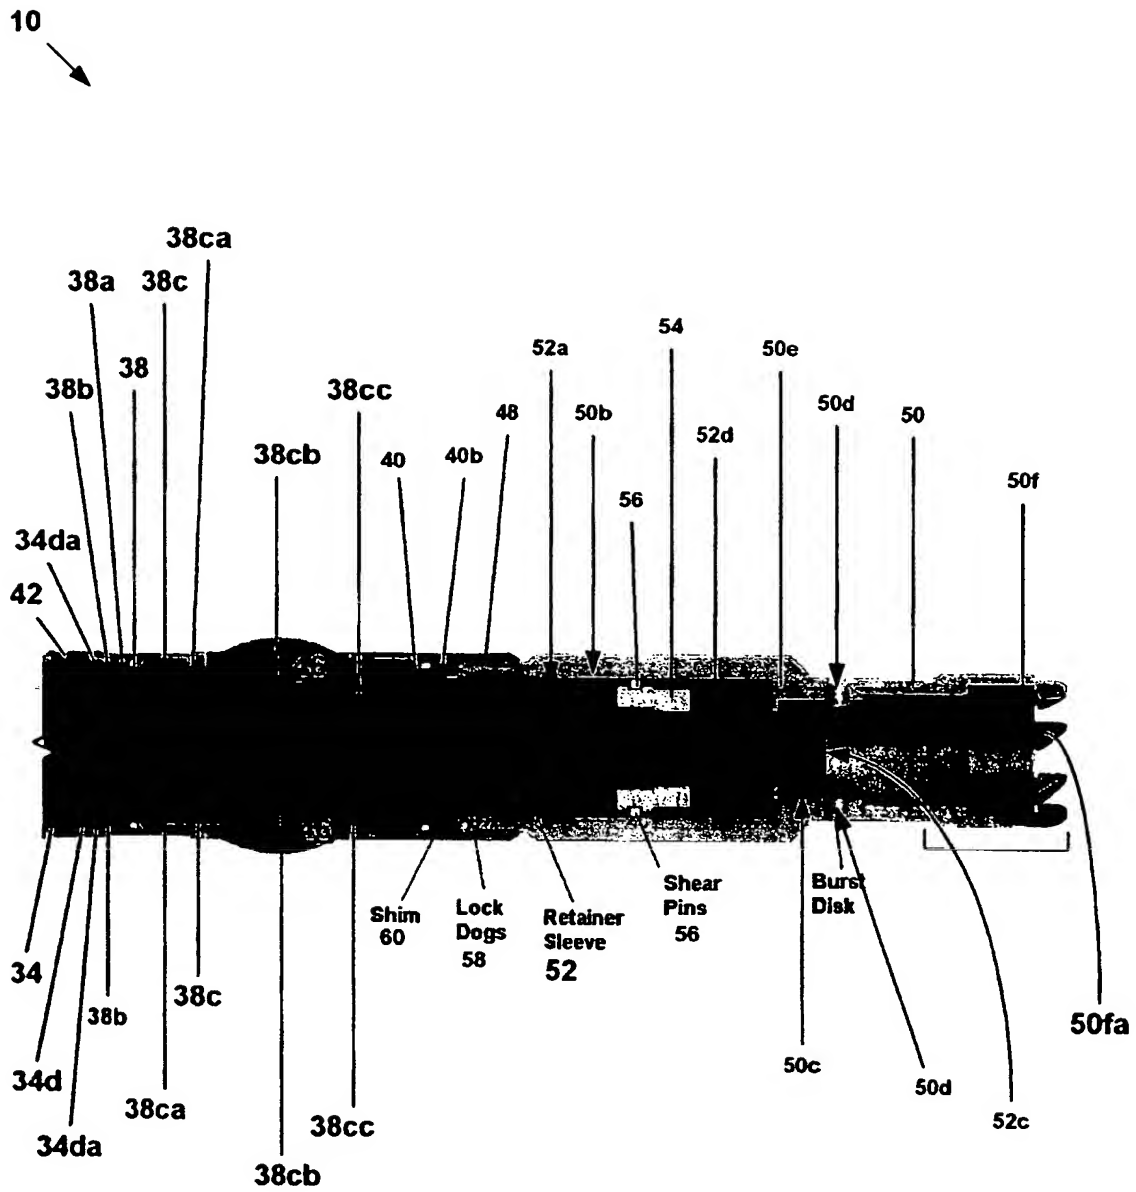 10
38ca
38a
38c
54
52a
50e
38
38b
38cc
50d
50
48
50b
52d
38cb
40
40b
50f
56
34da
42
Shim
60
Lock
Dogs
58
Retainer
Sleeve
52
Shear
Pins
56
Burst
Disk
34
38c
38b
50fa
34d
50c
50d
38ca
52c
38cc
34da
38cb